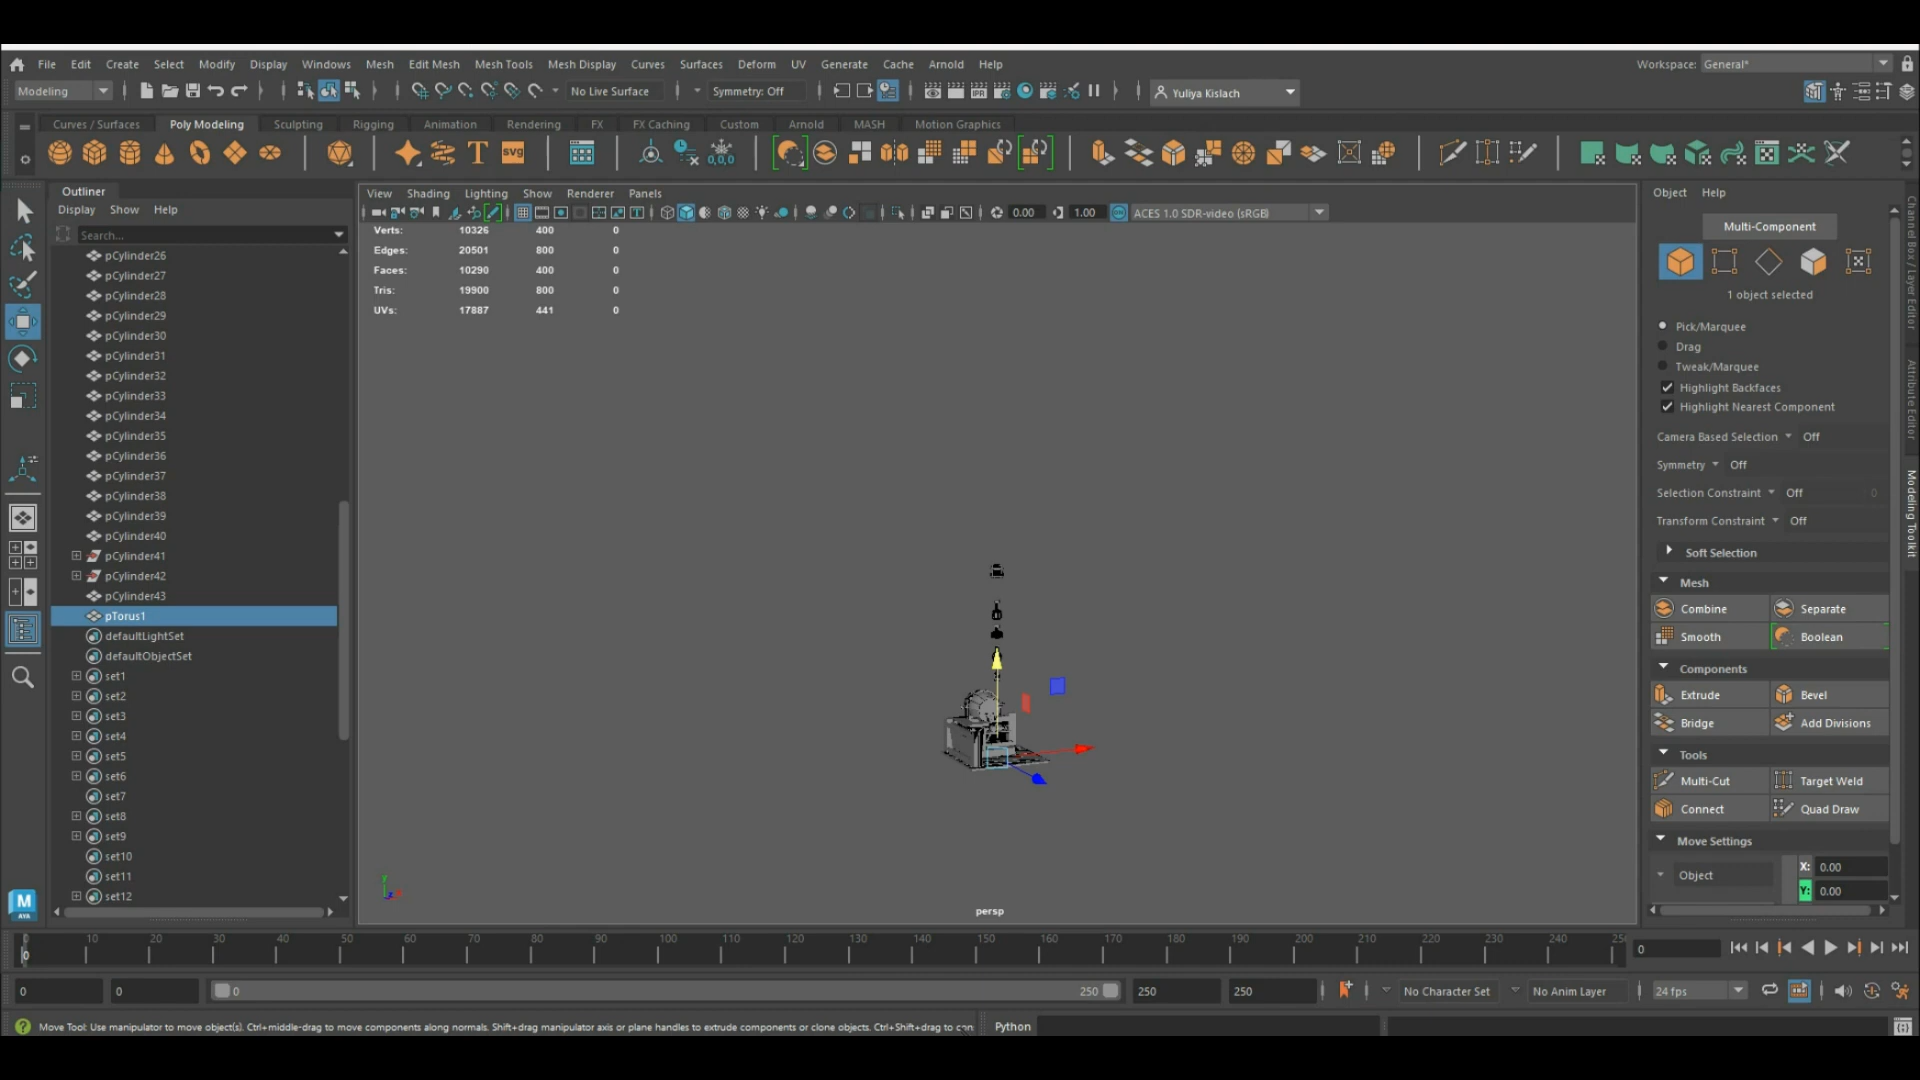 File Edit Create Select Modify Display Windows Mesh Edit Mesh Mesh Tools Mesh Display Curves Surfaces Deform UV Generate Cache Arnold Help
Workspace: General*
Modeling
No Live Surface
Symmetry: Off
Yuliya Kislach
Curves / Surfaces Poly Modeling Sculpting Rigging Animation Rendering FX FX Caching Custom Arnold MASH Motion Graphics
Outliner
Display Show Help
Search...
pCylinder26
pCylinder27
pCylinder28
pCylinder29
pCylinder30
pCylinder31
pCylinder32
pCylinder33
pCylinder34
pCylinder35
pCylinder36
pCylinder37
pCylinder38
pCylinder39
pCylinder40
pCylinder41
pCylinder42
pCylinder43
pTorus1
defaultLightSet
defaultObjectSet
set1
set2
set3
set4
set5
set6
set7
set8
set9
set10
set11
set12
View Shading Lighting Show Renderer Panels
0.00 1.00 ACES 1.0 SDR-video (sRGB)
Verts: 10326 400 0
Edges: 20501 800 0
Faces: 10290 400 0
Tris: 19900 800 0
UVs: 17887 441 0
persp
Object Help
Multi-Component
1 object selected
Pick/Marquee
Drag
Tweak/Marquee
Highlight Backfaces
Highlight Nearest Component
Camera Based Selection Off
Symmetry Off
Selection Constraint Off 0
Transform Constraint Off
Soft Selection
Mesh
Combine Separate
Smooth Boolean
Components
Extrude Bevel
Bridge Add Divisions
Tools
Multi-Cut Target Weld
Connect Quad Draw
Move Settings
Object
X: 0.00
Y: 0.00
Channel Box / Layer Editor
Attribute Editor
Modeling Toolkit
0 10 20 30 40 50 60 70 80 90 100 110 120 130 140 150 160 170 180 190 200 210 220 230 240 25
0
0
0 0 0 250 250 250
No Character Set No Anim Layer 24 fps
Move Tool: Use manipulator to move object(s). Ctrl+middle-drag to move components along normals. Shift+drag manipulator axis or plane handles to extrude components or clone objects. Ctrl+Shift+drag to con
Python